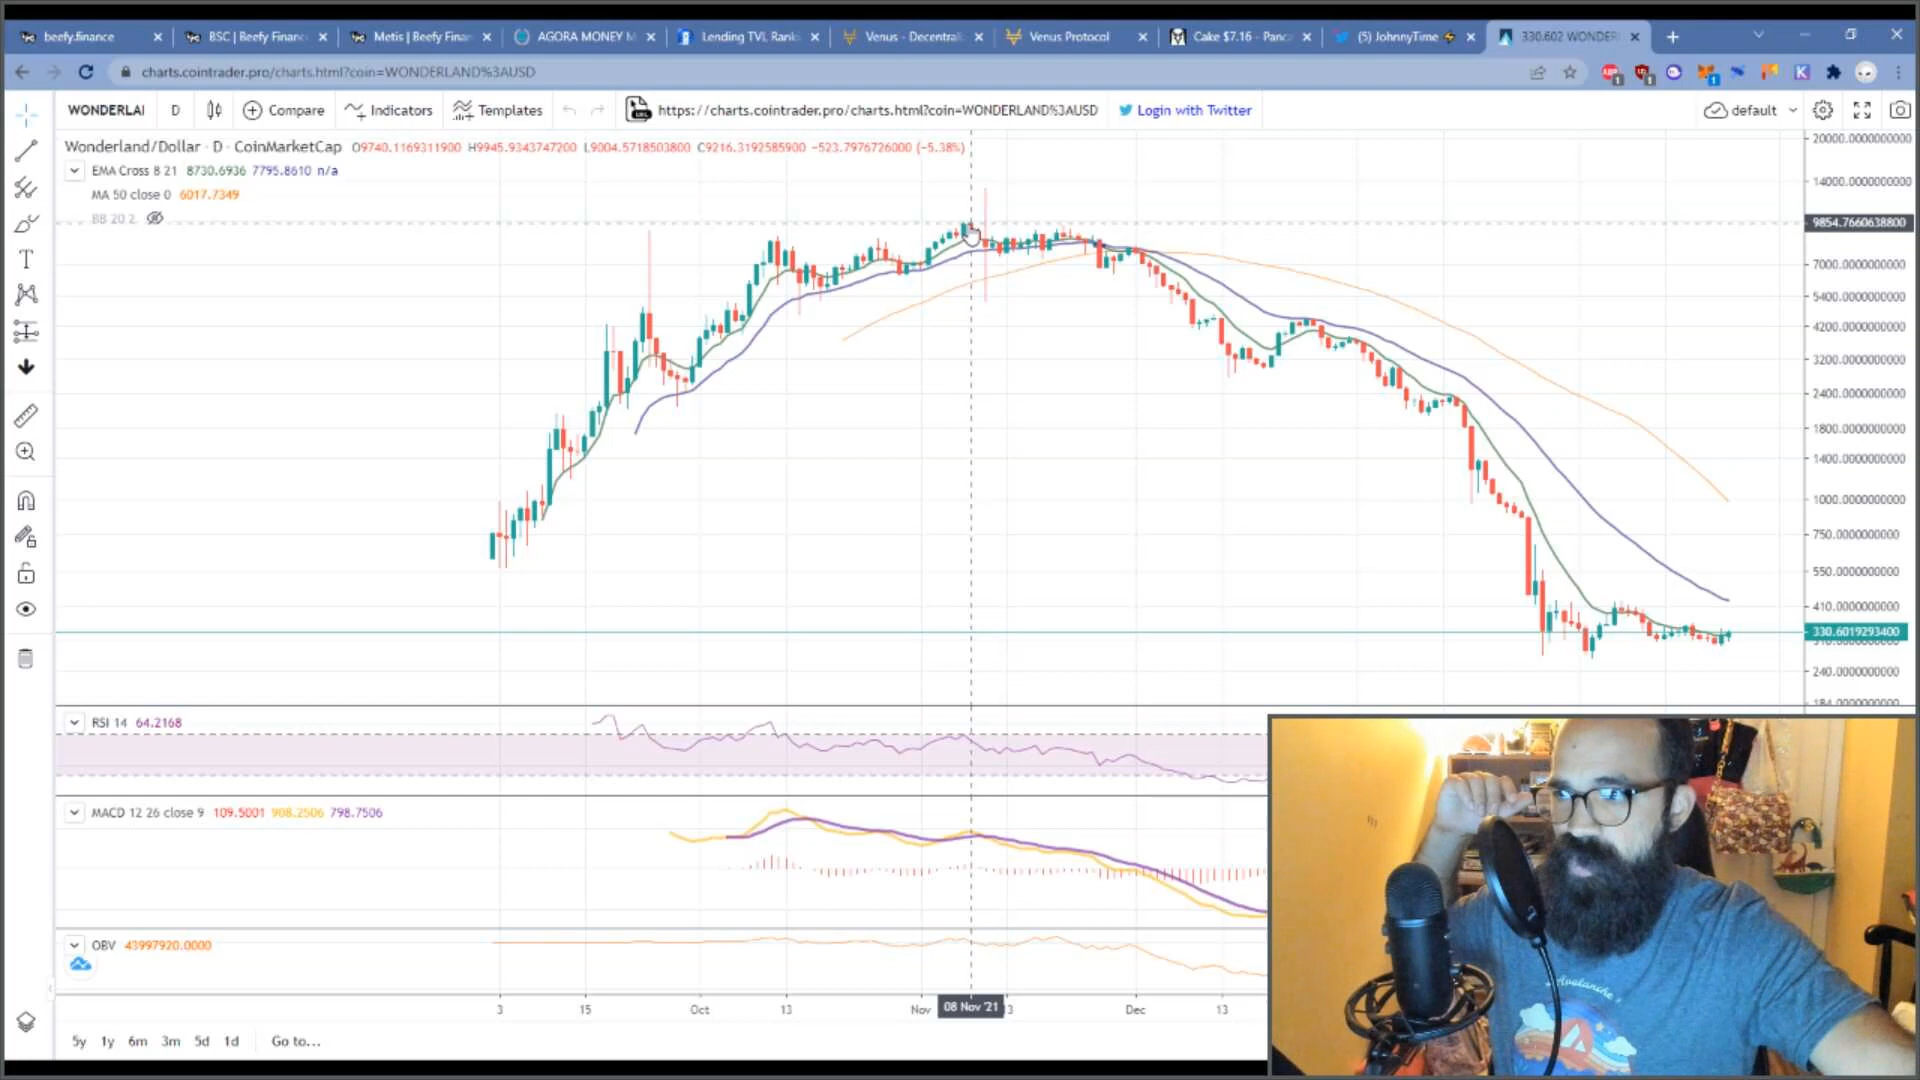 beefy.finance
BSC | Beefy Financ
Metis | Beefy Finan
AGORA MONEY M
Lending TVL Rank
Venus - Decentral
Venus Protocol
Cake $7.16 - Panc
(5) JohnnyTime
330.602 WONDER
charts.cointrader.pro/charts.html?coin=WONDERLAND%3AUSD
WONDERLAI
D
Compare
Indicators
Templates
https://charts.cointrader.pro/charts.html?coin=WONDERLAND%3AUSD
Login with Twitter
default
Wonderland/Dollar · D · CoinMarketCap O9740.1169311900 H9945.9343747200 L9004.5718503800 C9216.3192585900 −523.7976726000 (−5.38%)
EMA Cross 8 21 8730.6936 7795.8610 n/a
MA 50 close 0 6017.7349
BB 20 2
20000.0000000000
14000.0000000000
9854.7660638800
7000.0000000000
5400.0000000000
4200.0000000000
3200.0000000000
2400.0000000000
1800.0000000000
1400.0000000000
1000.0000000000
750.0000000000
550.0000000000
410.0000000000
330.6019293400
240.0000000000
RSI 14 64.2168
MACD 12 26 close 9 109.5001 908.2506 798.7506
OBV 43997920.0000
3
15
Oct
13
Nov
08 Nov '21
Dec
13
5y
1y
6m
3m
5d
1d
Go to...
Avalanche